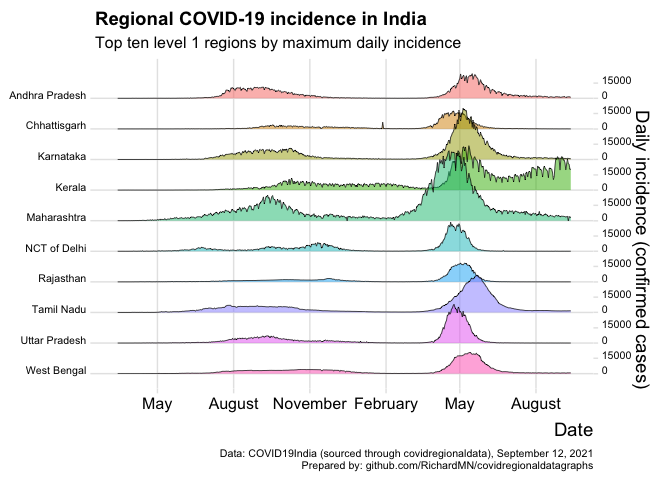 Regional COVID-19 incidence in India
Top ten level 1 regions by maximum daily incidence
Andhra Pradesh
15000
0
Chhattisgarh
15000
0
Karnataka
15000
0
Kerala
15000
0
Maharashtra
15000
0
NCT of Delhi
15000
0
Rajasthan
15000
0
Tamil Nadu
15000
0
Uttar Pradesh
15000
0
West Bengal
15000
0
Daily incidence (confirmed cases)
May August November February May August
Date
Data: COVID19India (sourced through covidregionaldata), September 12, 2021
Prepared by: github.com/RichardMN/covidregionaldatagraphs